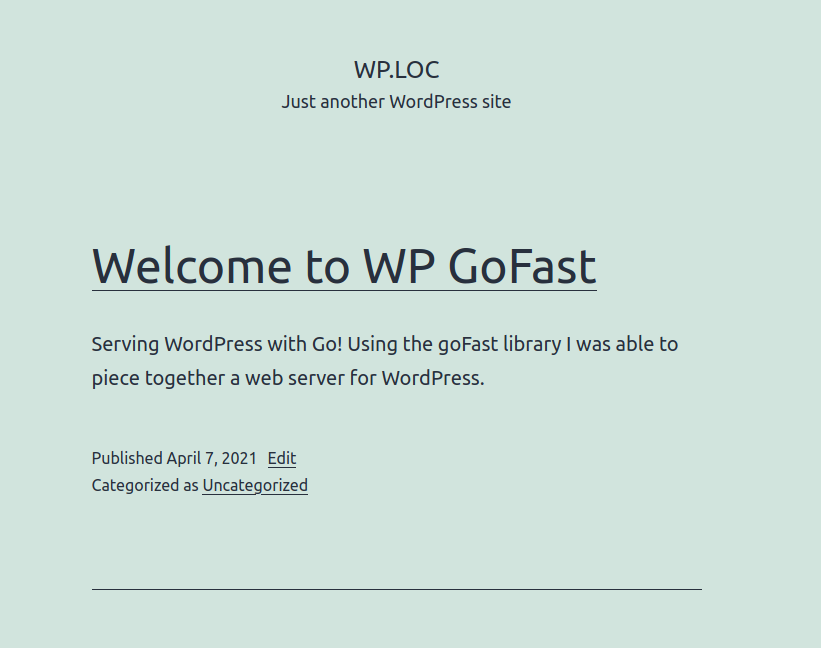 WP.LOC
Just another WordPress site
Welcome to WP GoFast
Serving WordPress with Go! Using the goFast library I was able to
piece together a web server for WordPress.
Published April 7, 2021 Edit
Categorized as Uncategorized